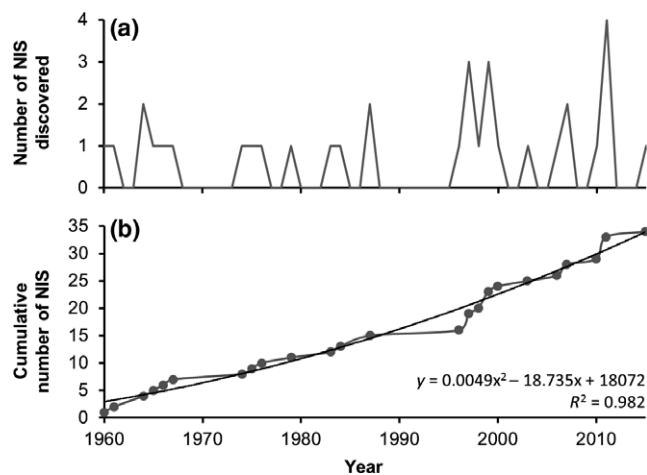 (a)
Number of NIS
discovered
4
3
2
1
0
(b)
Cumulative
number of NIS
35
30
25
20
15
10
5
0
y = 0.0049x² – 18.735x + 18072
R² = 0.982
1960 1970 1980 1990 2000 2010
Year